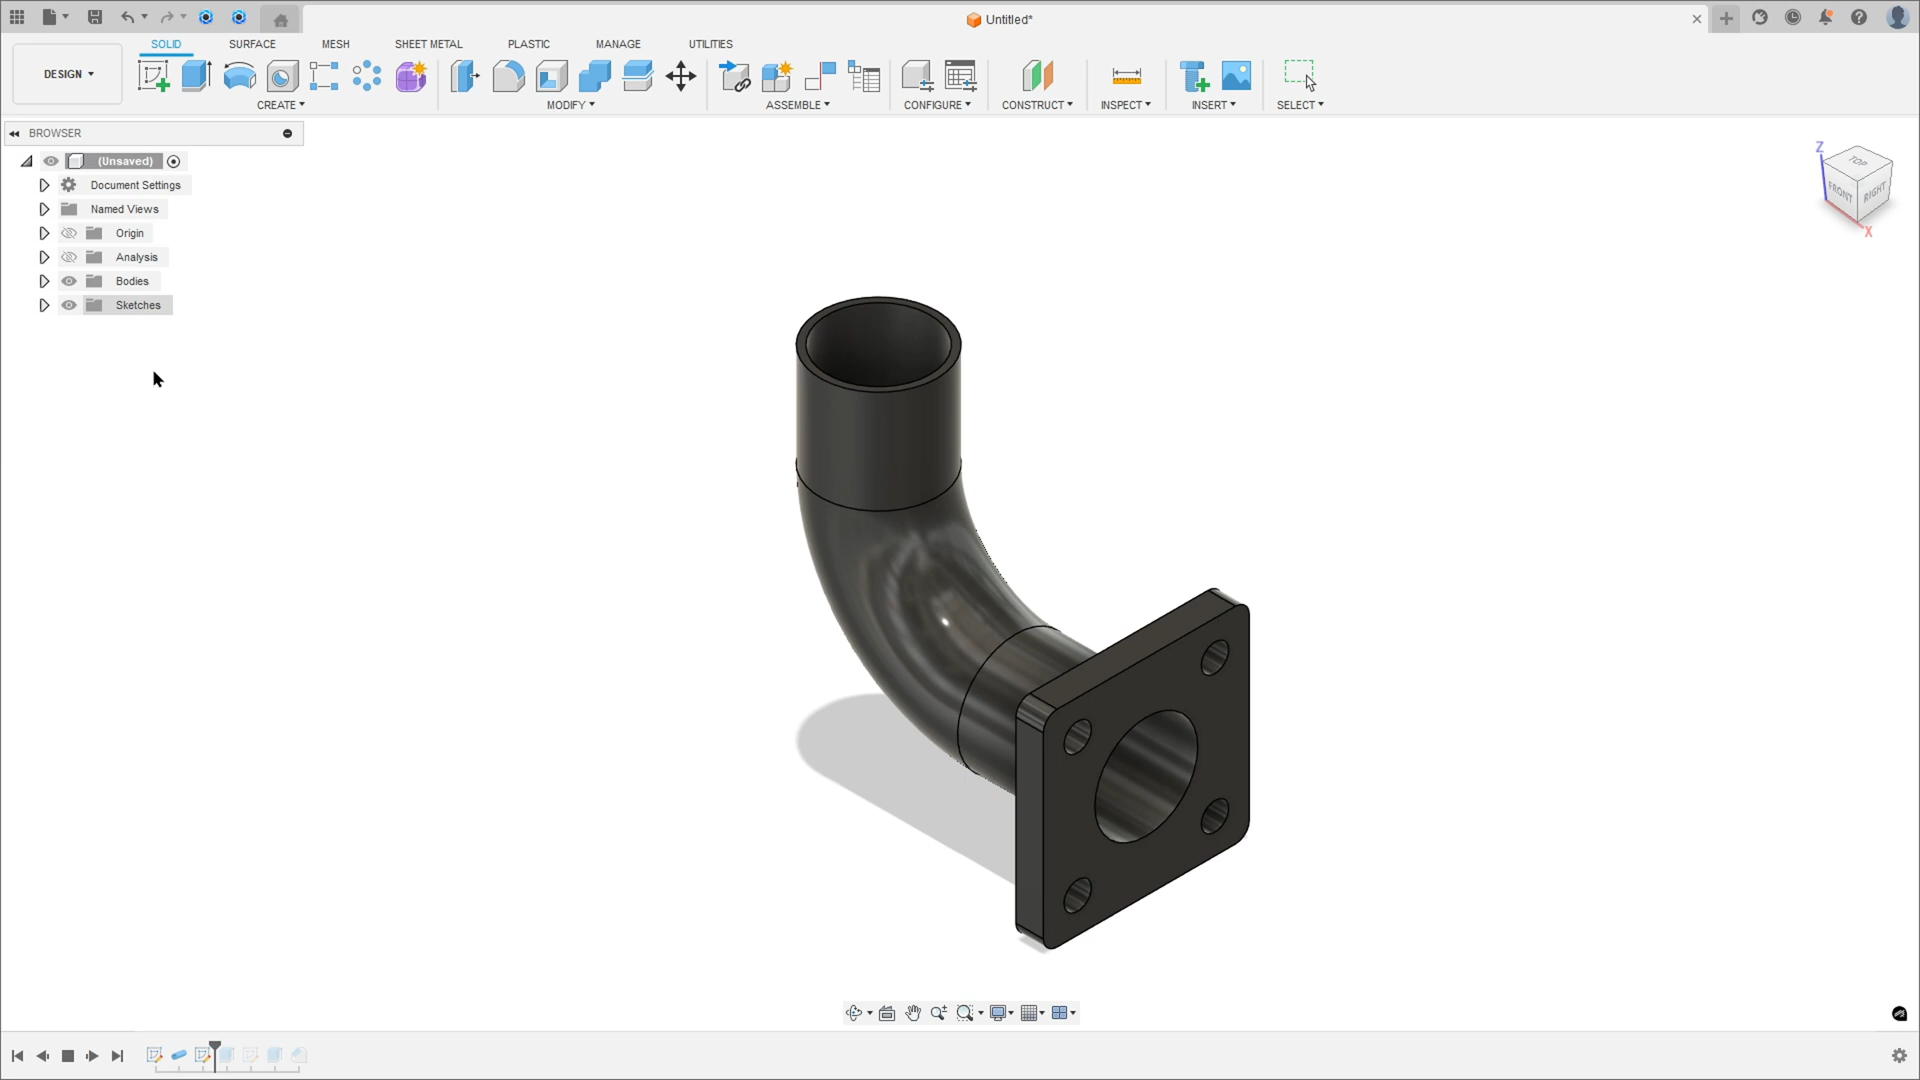 Untitled*
SOLID SURFACE MESH SHEET METAL PLASTIC MANAGE UTILITIES
DESIGN
CREATE MODIFY ASSEMBLE CONFIGURE CONSTRUCT INSPECT INSERT SELECT
BROWSER
(Unsaved)
Document Settings
Named Views
Origin
Analysis
Bodies
Sketches
Z
TOP
FRONT RIGHT
X